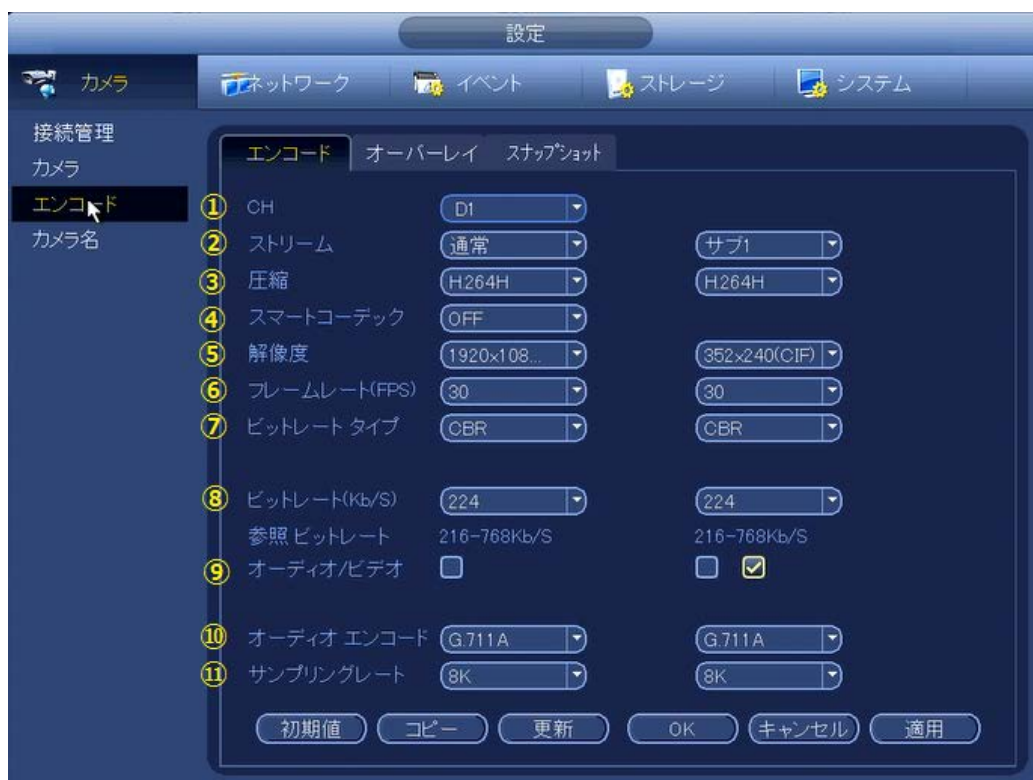 設定
カメラ ネットワーク イベント ストレージ システム
接続管理
カメラ
エンコード
カメラ名
エンコード オーバーレイ スナップショット
① CH D1
② ストリーム 通常 サブ1
③ 圧縮 H.264H H.264H
④ スマートコーデック OFF
⑤ 解像度 1920x108... 352x240(CIF)
⑥ フレームレート(FPS) 30 30
⑦ ビットレート タイプ CBR CBR
⑧ ビットレート(Kb/S) 224 224
参照 ビットレート 216-768Kb/S 216-768Kb/S
⑨ オーディオ/ビデオ
⑩ オーディオ エンコード G.711A G.711A
⑪ サンプリングレート 8K 8K
初期値 コピー 更新 OK キャンセル 適用